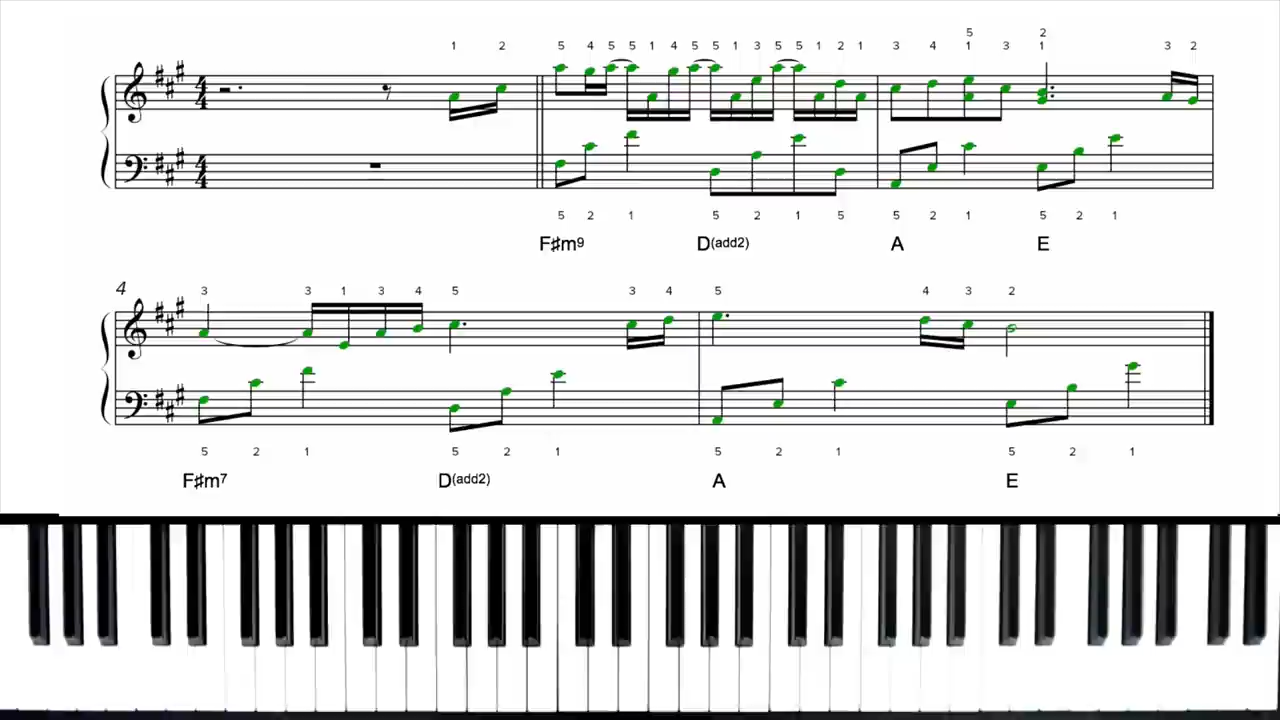 5 2
1 2 5 4 5 5 1 4 5 5 1 3 5 5 1 2 1 3 4 1 3 1 3 2
4
4
4
4
5 2 1 5 2 1 5 5 2 1 5 2 1
F♯m9 D(add2) A E
4 3 3 1 3 4 5 3 4 5 4 3 2
5 2 1 5 2 1 5 2 1 5 2 1
F♯m7 D(add2) A E